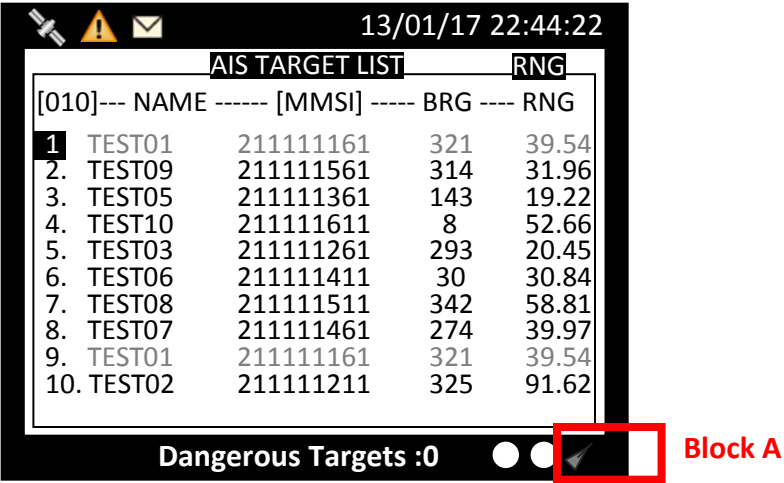 13/01/17 22:44:22
AIS TARGET LIST RNG
[010]--- NAME ------ [MMSI] ----- BRG ---- RNG
1 TEST01 211111161 321 39.54
2. TEST09 211111561 314 31.96
3. TEST05 211111361 143 19.22
4. TEST10 211111611 8 52.66
5. TEST03 211111261 293 20.45
6. TEST06 211111411 30 30.84
7. TEST08 211111511 342 58.81
8. TEST07 211111461 274 39.97
9. TEST01 211111161 321 39.54
10. TEST02 211111211 325 91.62
Dangerous Targets :0
Block A